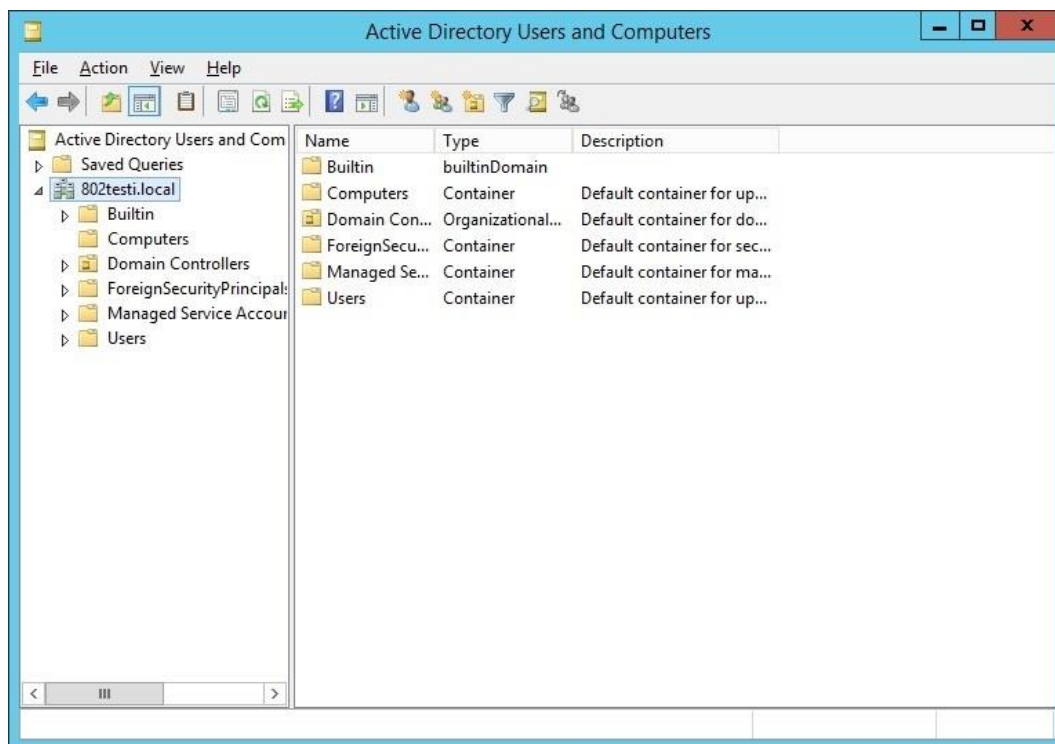 Active Directory Users and Computers
File Action View Help
Active Directory Users and Com
Saved Queries
802testi.local
Builtin
Computers
Domain Controllers
ForeignSecurityPrincipals
Managed Service Accour
Users
Name Type Description
Builtin builtinDomain
Computers Container Default container for up...
Domain Con... Organizational... Default container for do...
ForeignSecu... Container Default container for sec...
Managed Se... Container Default container for ma...
Users Container Default container for up...